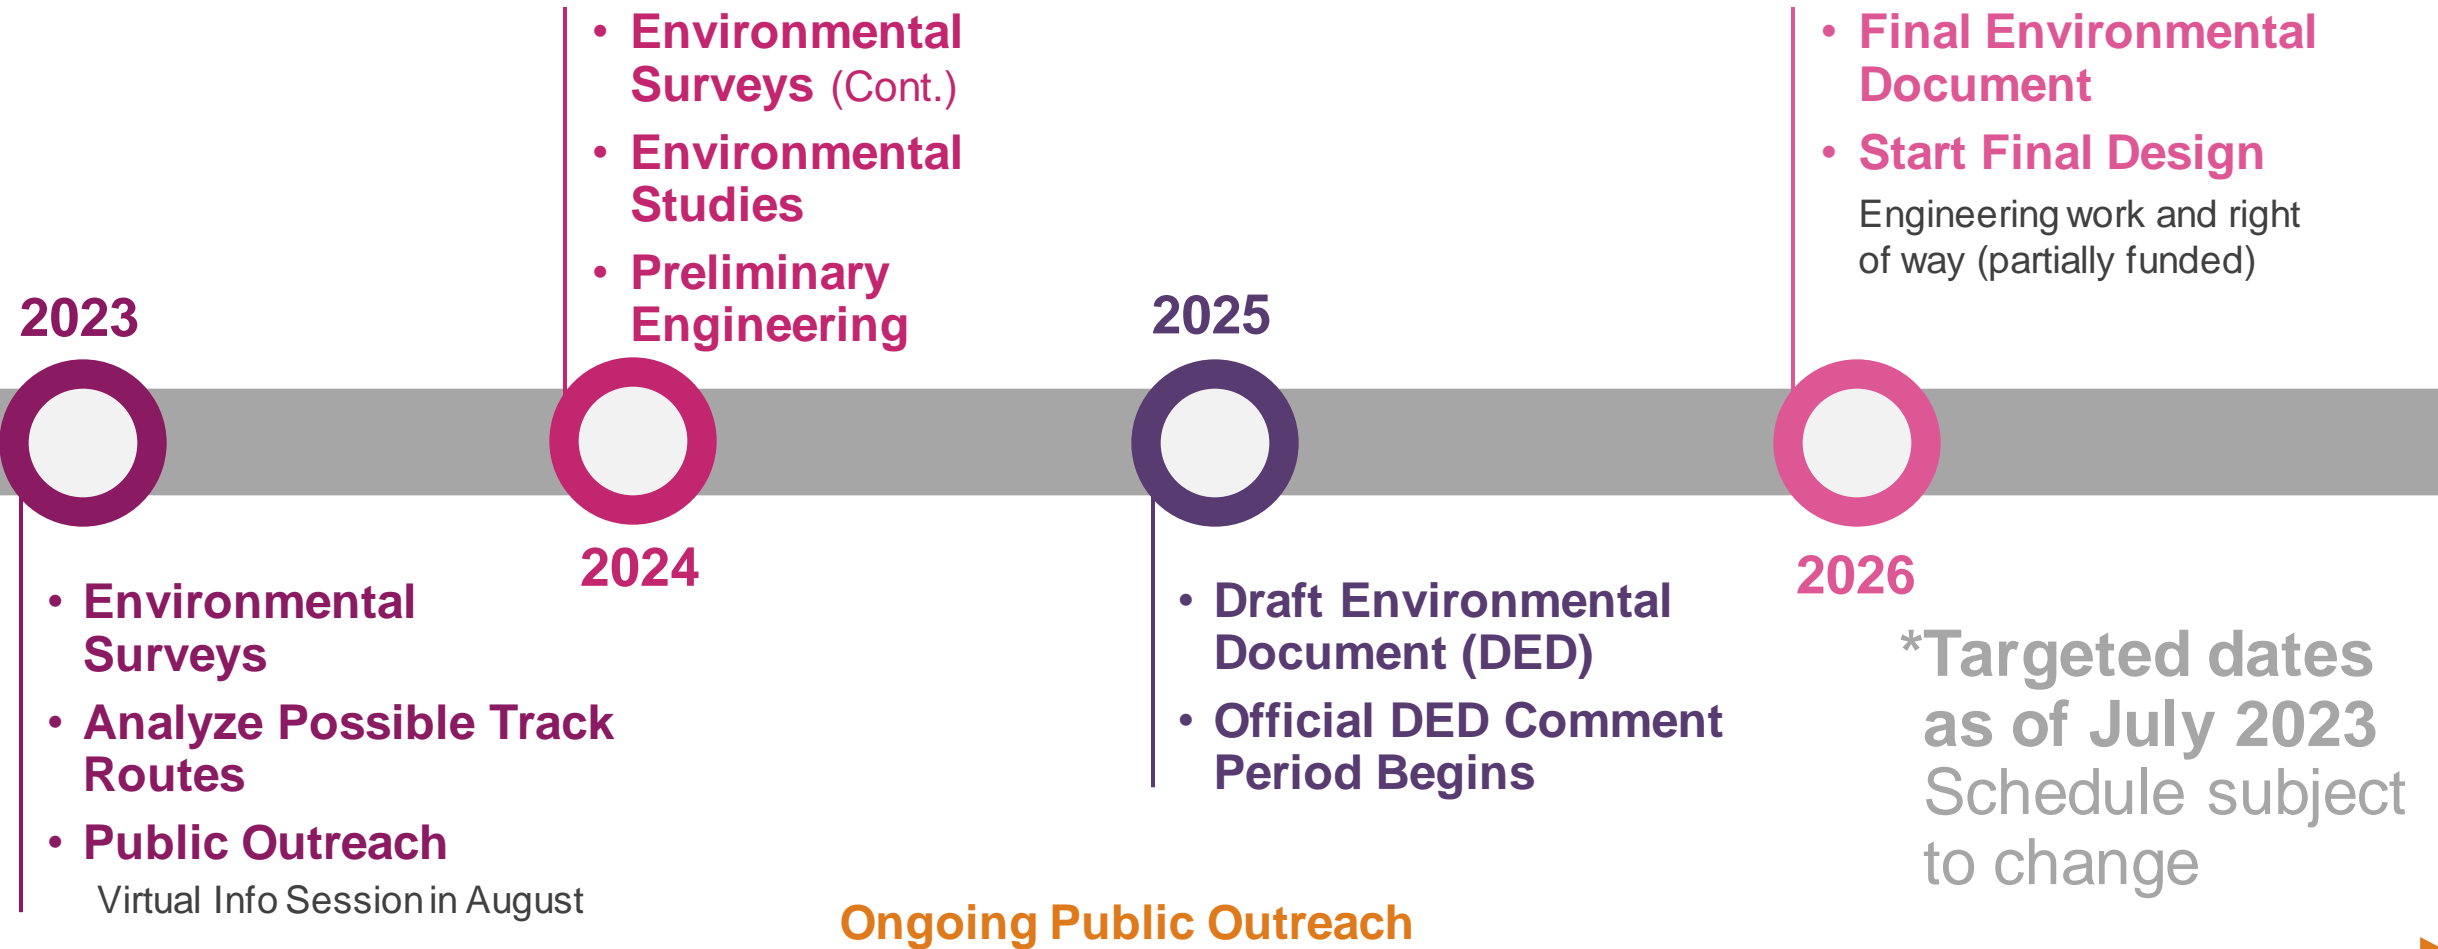 2023
• Environmental
Surveys
• Analyze Possible Track
Routes
• Public Outreach
Virtual Info Session in August
• Environmental
Surveys (Cont.)
• Environmental
Studies
• Preliminary
Engineering
2024
2025
• Draft Environmental
Document (DED)
• Official DED Comment
Period Begins
• Final Environmental
Document
• Start Final Design
Engineering work and right
of way (partially funded)
2026
*Targeted dates
as of July 2023
Schedule subject
to change
Ongoing Public Outreach